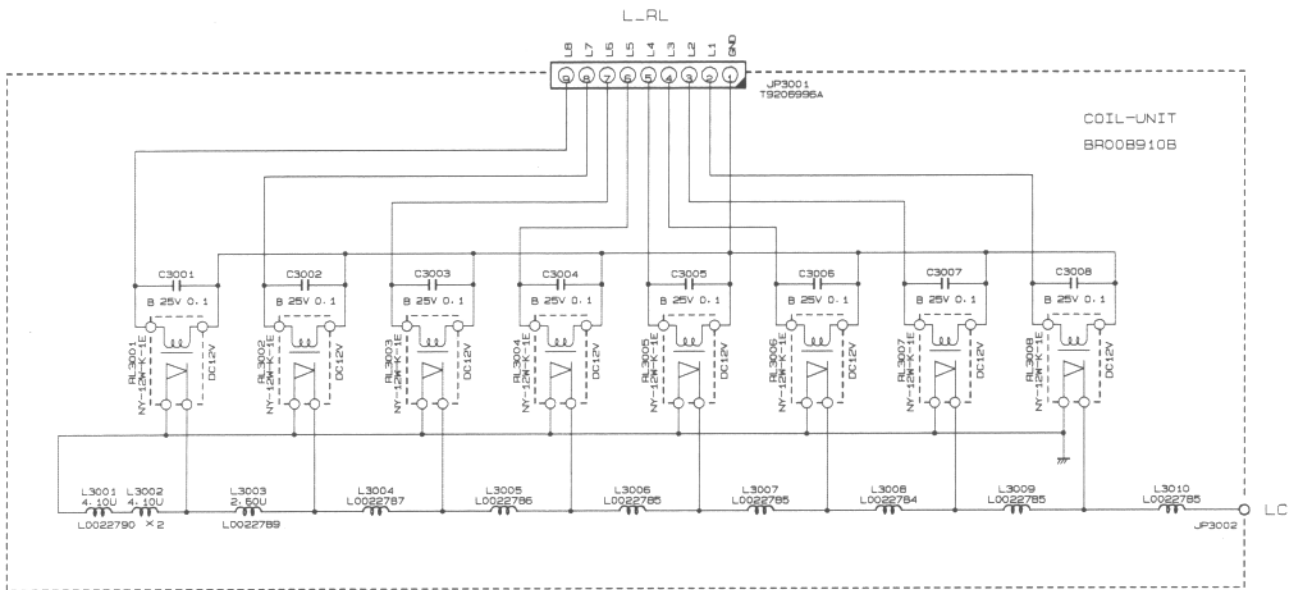 L_RL
L8 L7 L6 L5 L4 L3 L2 L1 GND
9 8 7 6 5 4 3 2 1
JP3001
T9206996A
COIL-UNIT
BR008910B
C3001 C3002 C3003 C3004 C3005 C3006 C3007 C3008
B 25V 0.1 B 25V 0.1 B 25V 0.1 B 25V 0.1 B 25V 0.1 B 25V 0.1 B 25V 0.1 B 25V 0.1
RL3001 RL3002 RL3003 RL3004 RL3005 RL3006 RL3007 RL3008
NY-12W-K-1E NY-12W-K-1E NY-12W-K-1E NY-12W-K-1E NY-12W-K-1E NY-12W-K-1E NY-12W-K-1E NY-12W-K-1E
DC12V DC12V DC12V DC12V DC12V DC12V DC12V DC12V
L3001 L3002 L3003 L3004 L3005 L3006 L3007 L3008 L3009 L3010
4.10U 4.10U 2.60U L0022787 L0022786 L0022785 L0022785 L0022784 L0022785 L0022785
L0022790 ×2 L0022789
JP3002
LC